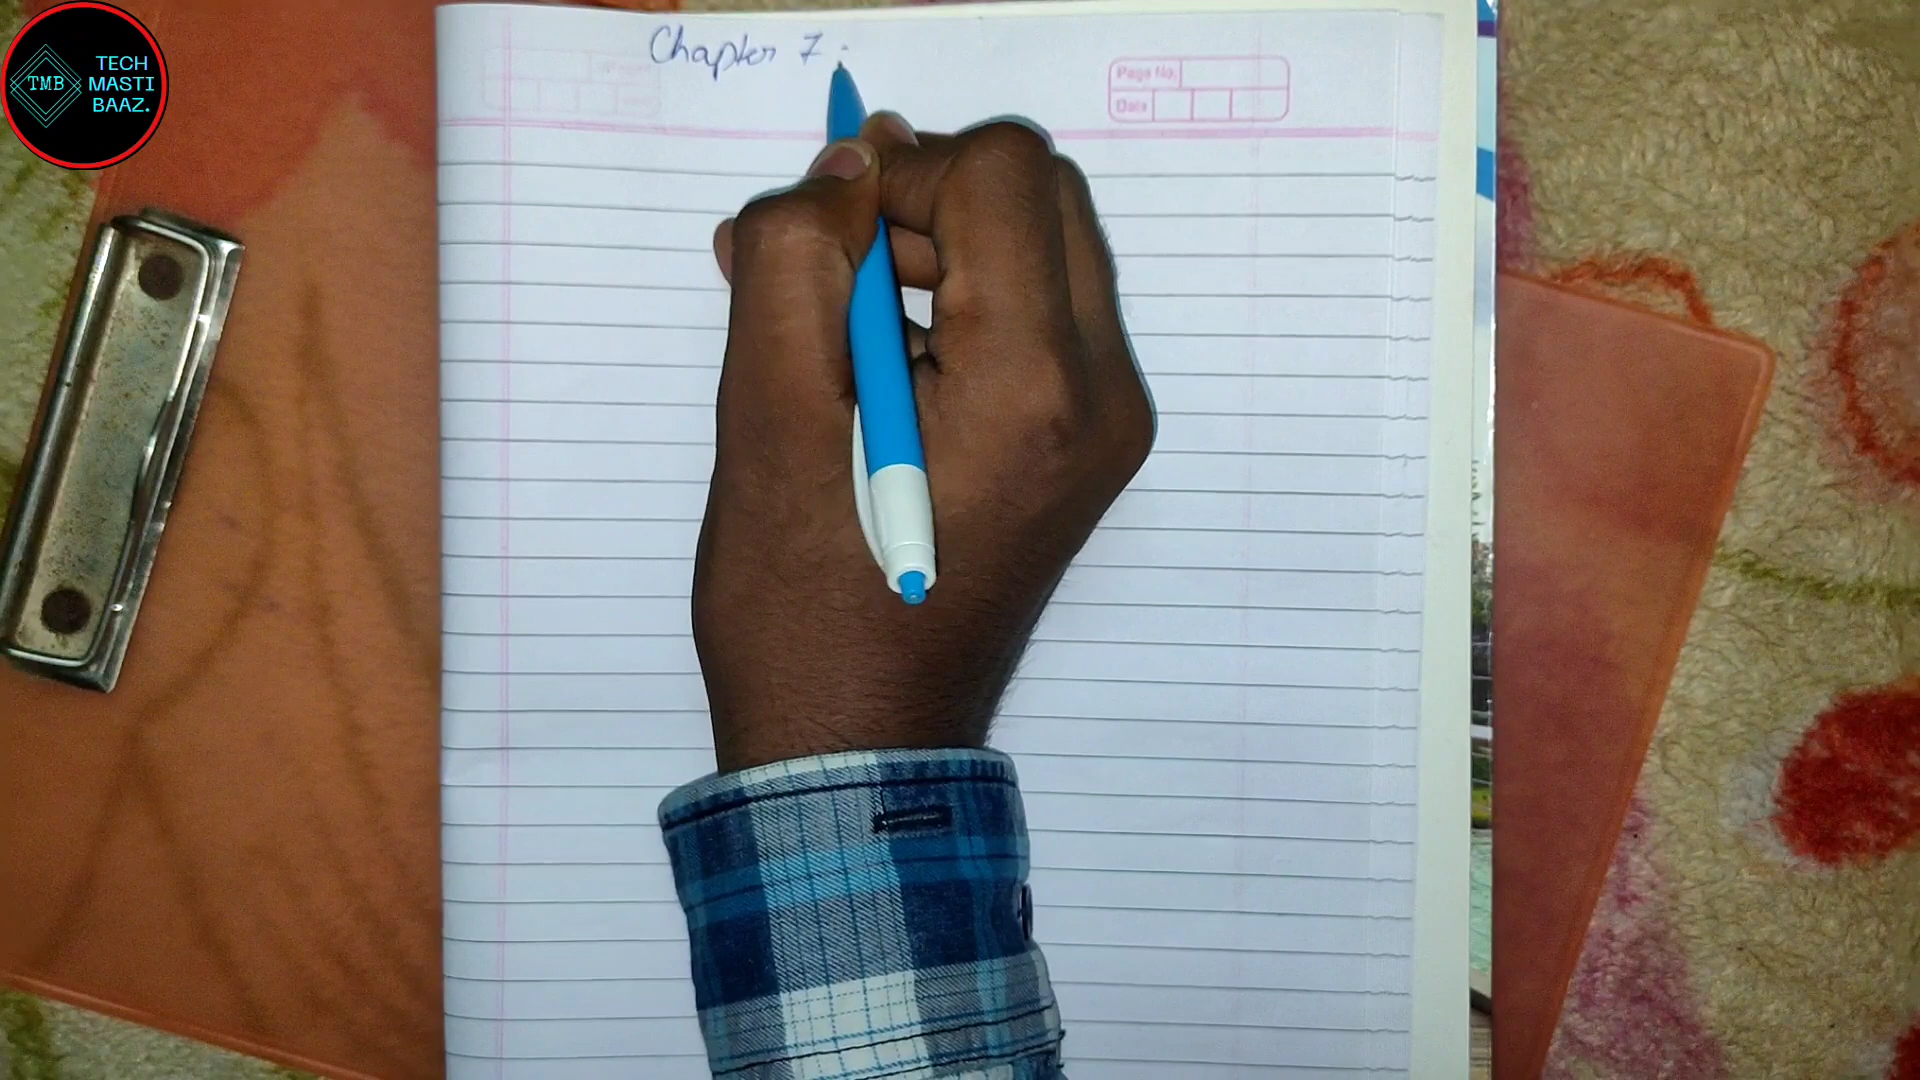 TMB
TECH
MASTI
BAAZ.
Chapter 7:
Page No.
Date